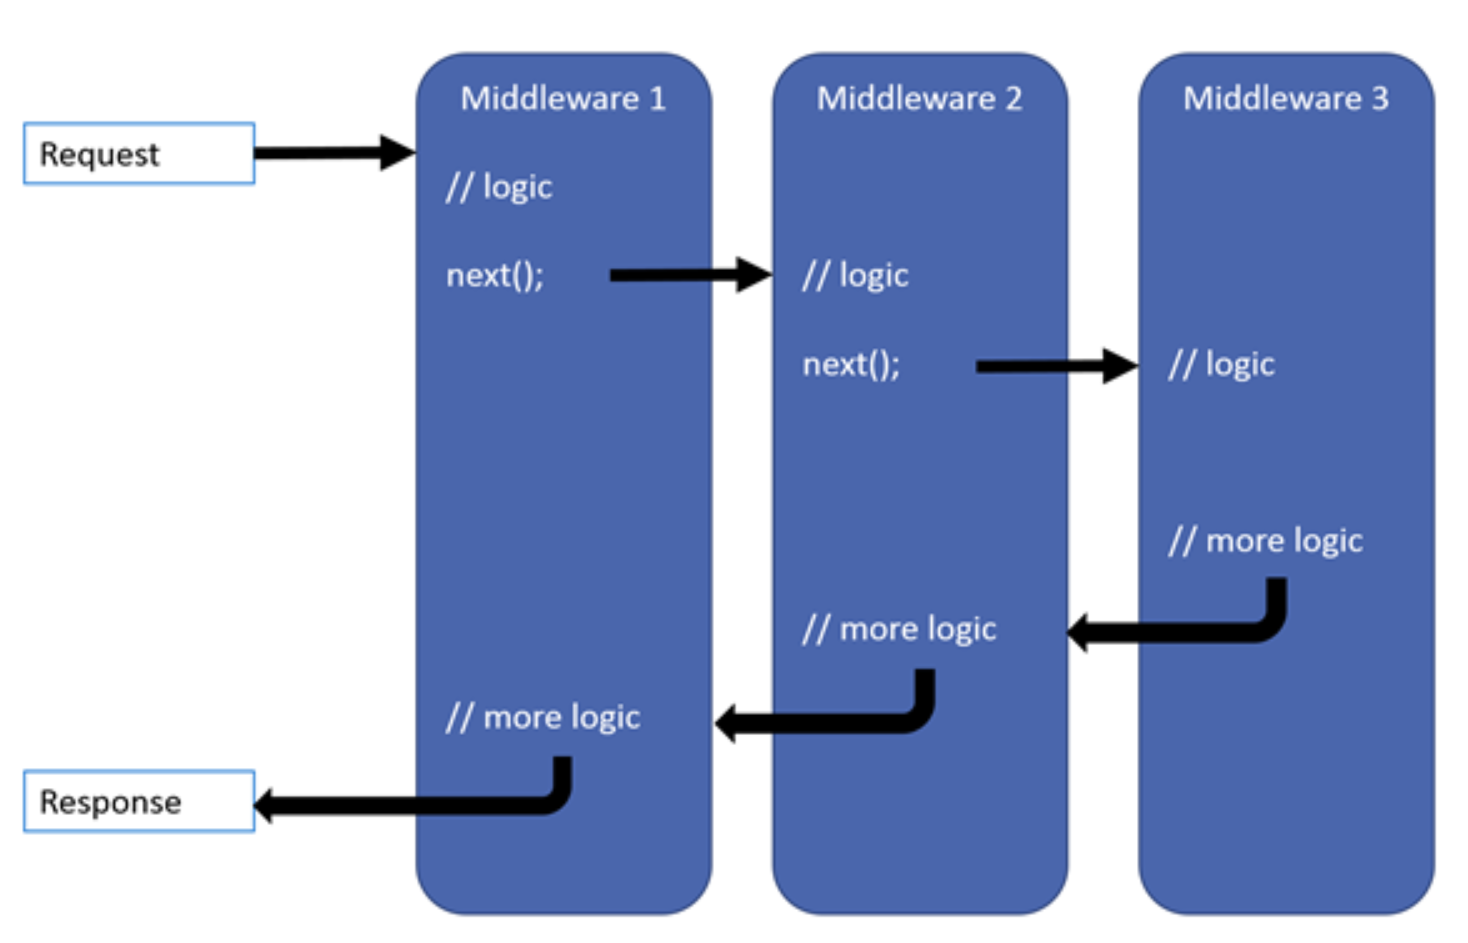 Middleware 1
Middleware 2
Middleware 3
Request
// logic
next();
// logic
next();
// logic
// more logic
// more logic
// more logic
Response